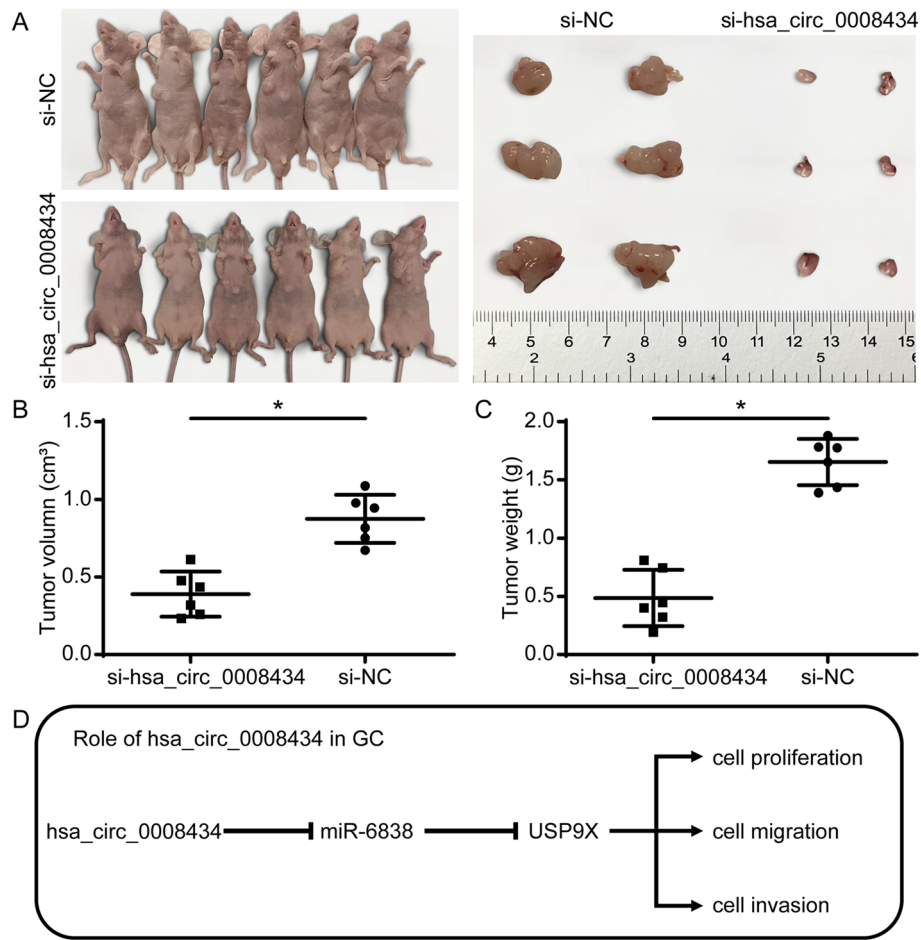 A
si-NC
si-hsa_circ_0008434
si-NC si-hsa_circ_0008434
4 5 6 7 8 9 10 11 12 13 14 15
2 3 4 5 6
B
Tumor volumn (cm³)
1.5
1.0
0.5
0.0
*
si-hsa_circ_0008434 si-NC
C
Tumor weight (g)
2.0
1.5
1.0
0.5
0.0
*
si-hsa_circ_0008434 si-NC
D
Role of hsa_circ_0008434 in GC
hsa_circ_0008434 miR-6838 USP9X
cell proliferation
cell migration
cell invasion